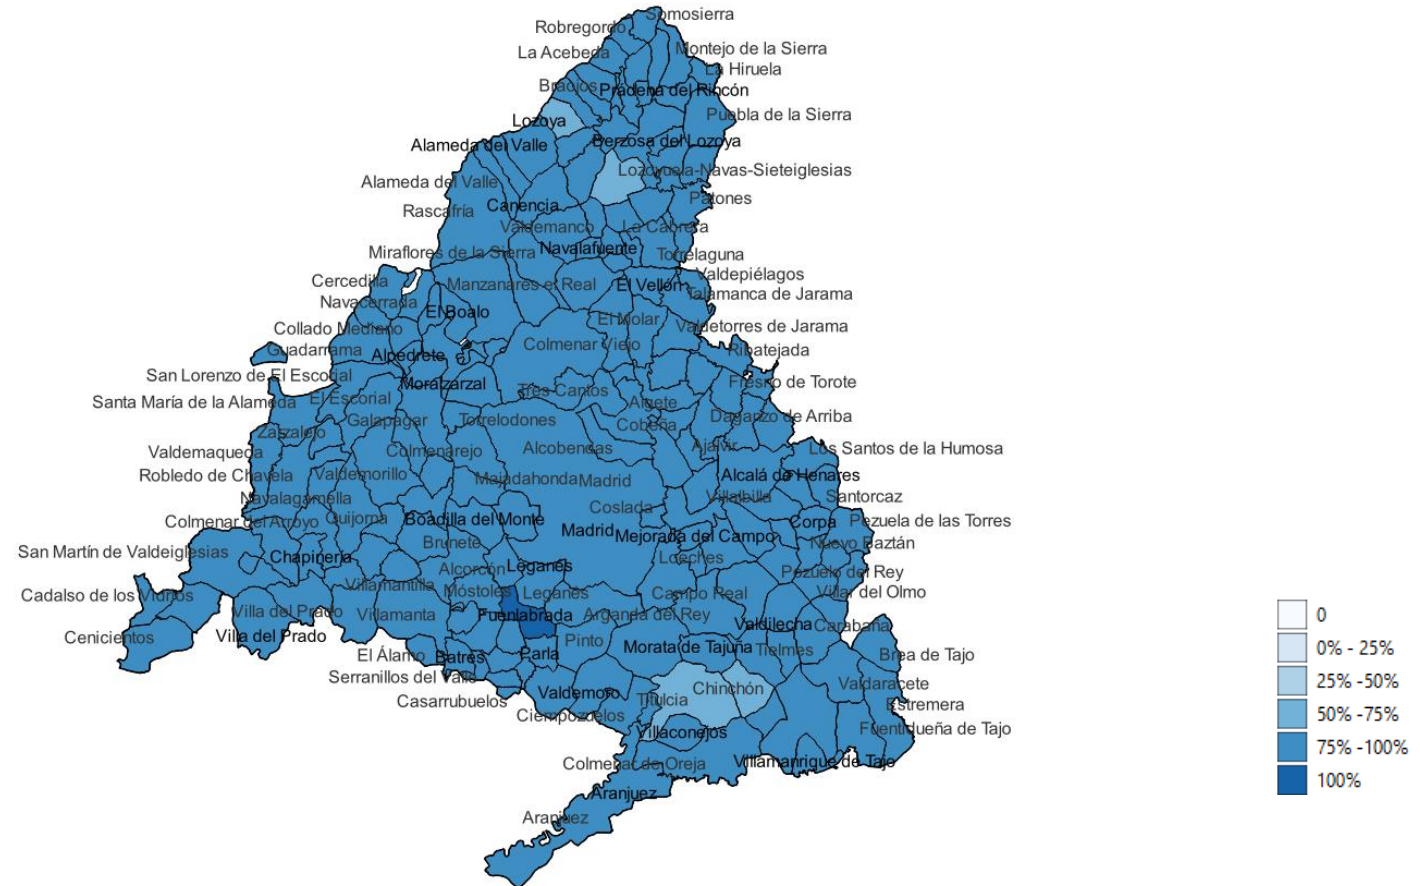 Somosierra
Robregordo
Montejo de la Sierra
La Acebeda
La Hiruela
Braojos
Prádena del Rincón
Puebla de la Sierra
Lozoya
Berzosa del Lozoya
Alameda del Valle
Lozoyuela-Navas-Sieteiglesias
Alameda del Valle
Patones
Canencia
Rascafría
Valdemanco
La Cabrera
Navalafuente
Miraflores de la Sierra
Torrelaguna
Valdepiélagos
Cercedilla
Manzanares el Real
El Vellón
Talamanca de Jarama
Navacerrada
El Boalo
El Molar
Valdetorres de Jarama
Collado Mediano
Colmenar Viejo
Guadarrama
Alpedrete
Ribatejada
San Lorenzo de El Escorial
Moralzarzal
Fresno de Torote
Tres Cantos
Santa María de la Alameda
El Escorial
Algete
Galapagar
Torrelodones
Daganzo de Arriba
Cobeña
Zarzalejo
Alcobendas
Ajalvir
Los Santos de la Humosa
Valdemaqueda
Colmenarejo
Robledo de Chavela
Valdemorillo
Majadahonda
Madrid
Alcalá de Henares
Navalagamella
Villalbilla
Santorcaz
Coslada
Colmenar del Arroyo
Quijorna
Boadilla del Monte
Madrid
Mejorada del Campo
Corpa
Pezuela de las Torres
Brunete
Nuevo Baztán
San Martín de Valdeiglesias
Chapinería
Loeches
Alcorcón
Leganés
Pozuelo del Rey
Cadalso de los Vidrios
Villamantilla
Móstoles
Leganés
Campo Real
Villar del Olmo
Villa del Prado
Villamanta
Fuenlabrada
Arganda del Rey
Valdilecha
Carabaña
Cenicientos
Villa del Prado
Pinto
Morata de Tajuña
Tielmes
El Álamo
Batres
Parla
Brea de Tajo
Serranillos del Valle
Valdaracete
Casarrubuelos
Valdemoro
Titulcia
Chinchón
Estremera
Ciempozuelos
Fuentidueña de Tajo
Villaconejos
Colmenar de Oreja
Villamanrique de Tajo
Aranjuez
Aranjuez
0
0% - 25%
25% -50%
50% -75%
75% -100%
100%